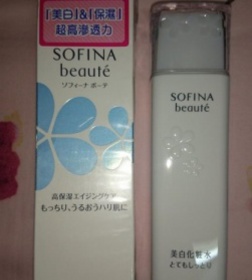 「美白」&「保濕」
超高滲透力
SOFINA
beauté
ソフィーナ ボーテ
高保湿エイジングケア
もっちり、うるおうハリ肌に
SOFINA
beauté
美白化粧水
とてもしっとり